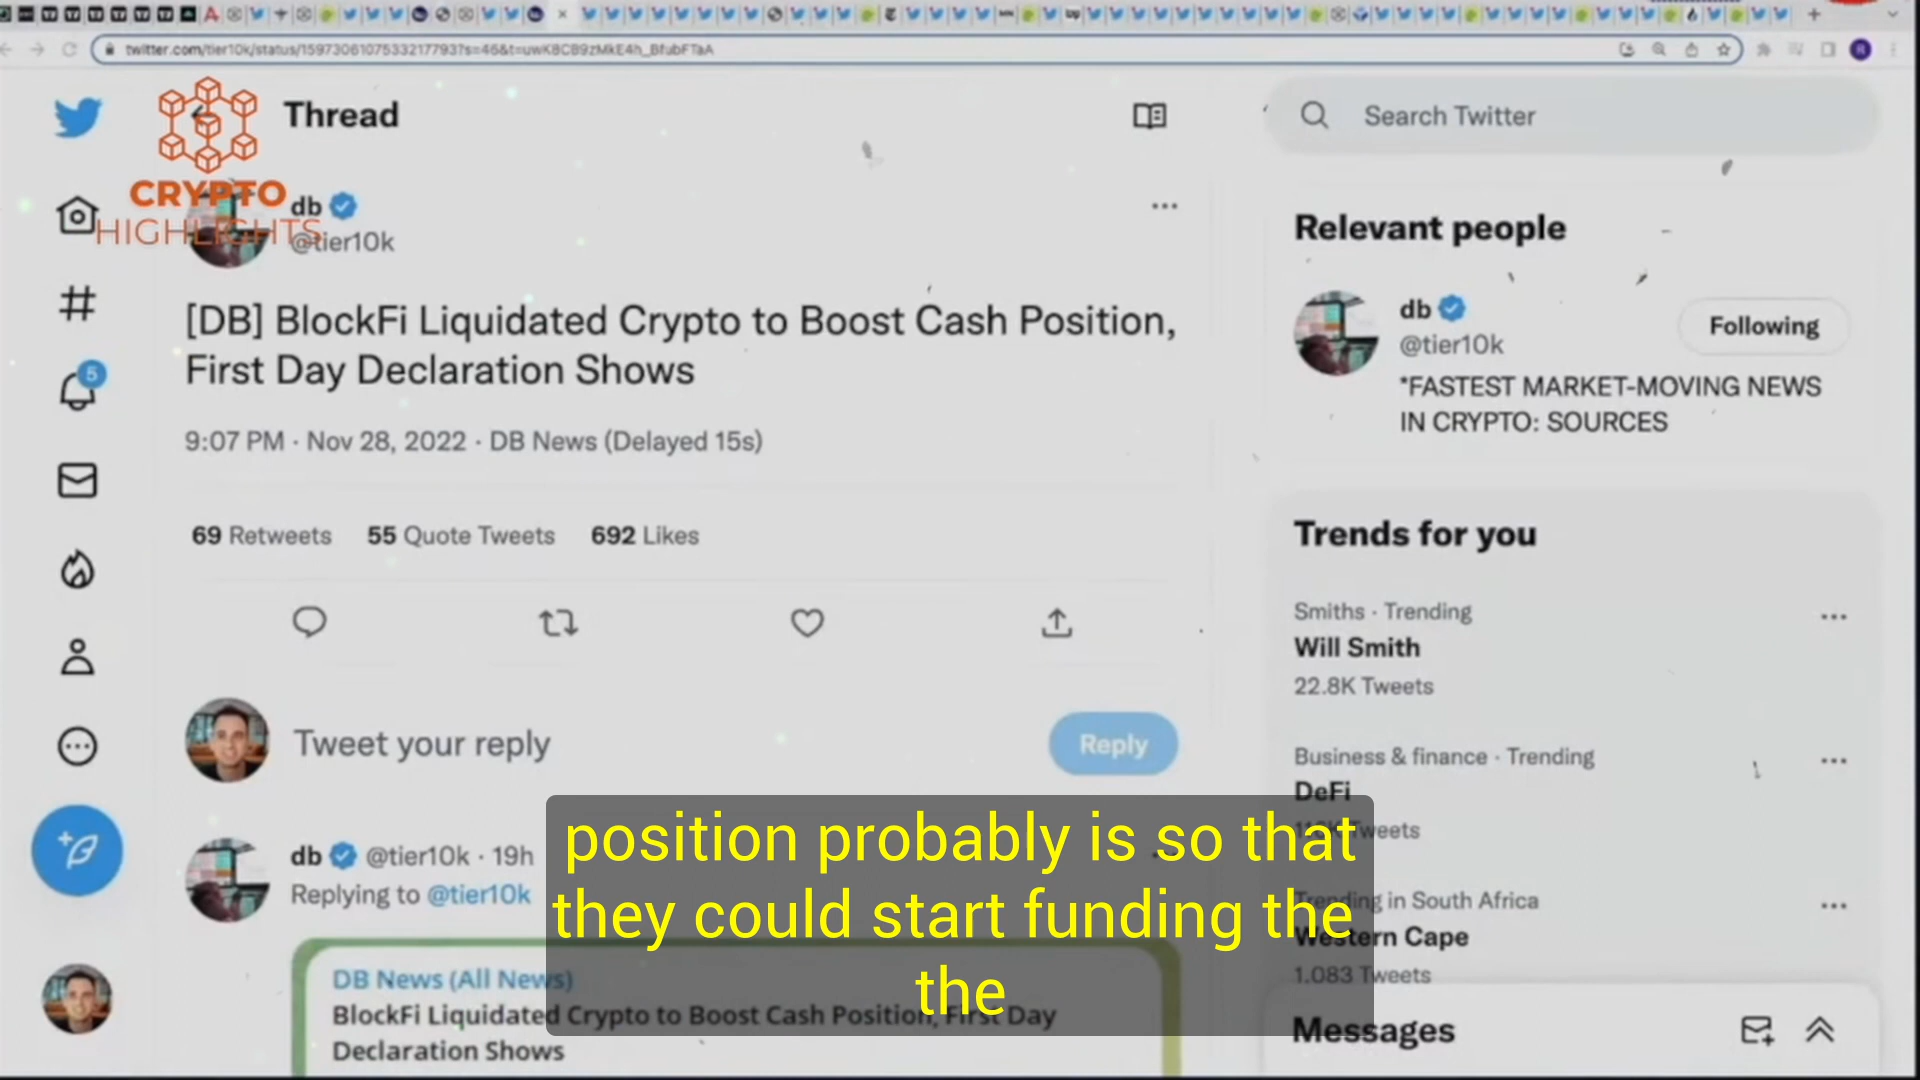 twitter.com/tier10k/status/1597306107533217793?s=46&t=uwK8CB9zMkE4h_BfubFTaA
Thread
Search Twitter
CRYPTO
HIGHLIGHTS
db
@tier10k
[DB] BlockFi Liquidated Crypto to Boost Cash Position,
First Day Declaration Shows
9:07 PM · Nov 28, 2022 · DB News (Delayed 15s)
69 Retweets 55 Quote Tweets 692 Likes
5
Tweet your reply
Reply
db @tier10k · 19h
Replying to @tier10k
DB News (All News)
BlockFi Liquidated Crypto to Boost Cash Position, First Day
Declaration Shows
Relevant people
db
@tier10k
Following
*FASTEST MARKET-MOVING NEWS
IN CRYPTO: SOURCES
Trends for you
Smiths · Trending
Will Smith
22.8K Tweets
Business & finance · Trending
DeFi
Tweets
Trending in South Africa
Western Cape
1.083 Tweets
Messages
position probably is so that
they could start funding the
the